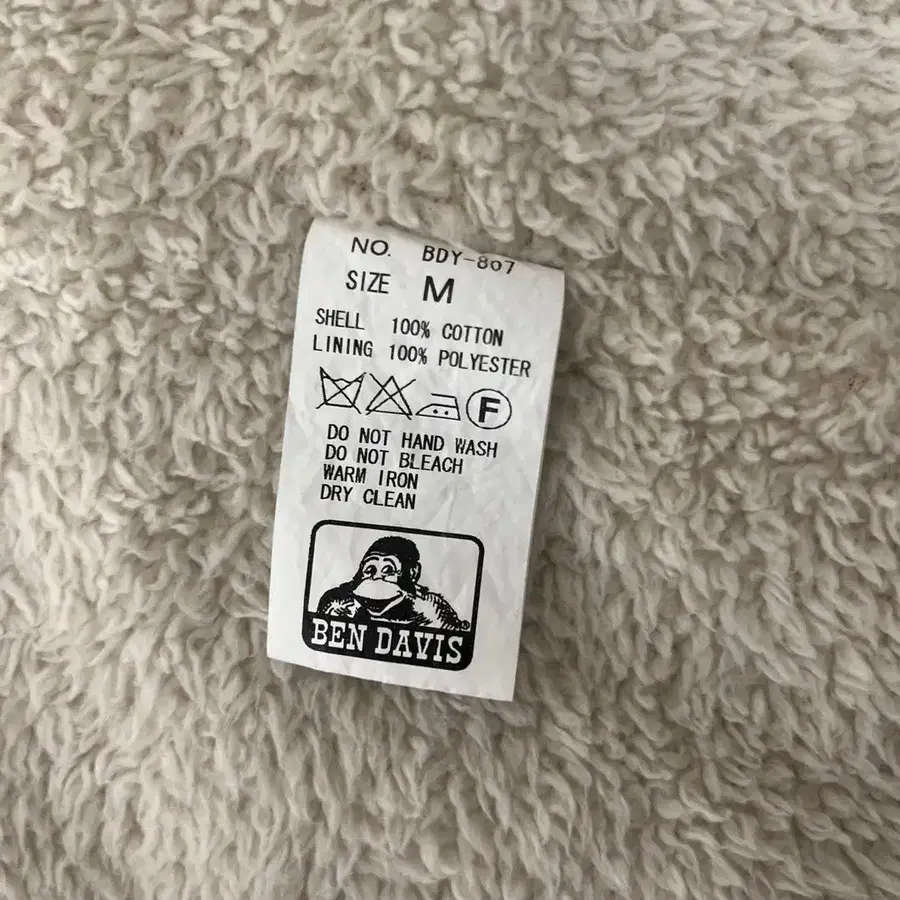 NO. BDY-807
SIZE M
SHELL 100% COTTON
LINING 100% POLYESTER
F
DO NOT HAND WASH
DO NOT BLEACH
WARM IRON
DRY CLEAN
BEN DAVIS